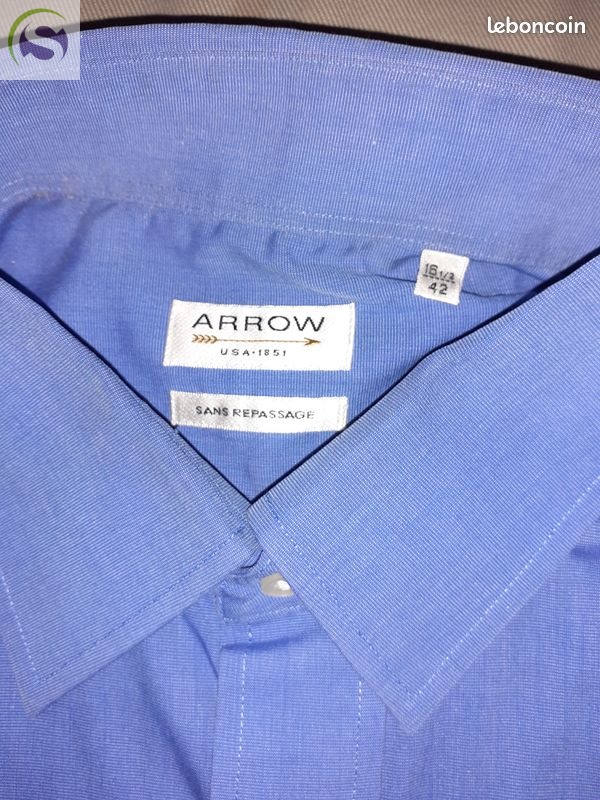 leboncoin
16 1/2
42
ARROW
USA·1851
SANS REPASSAGE